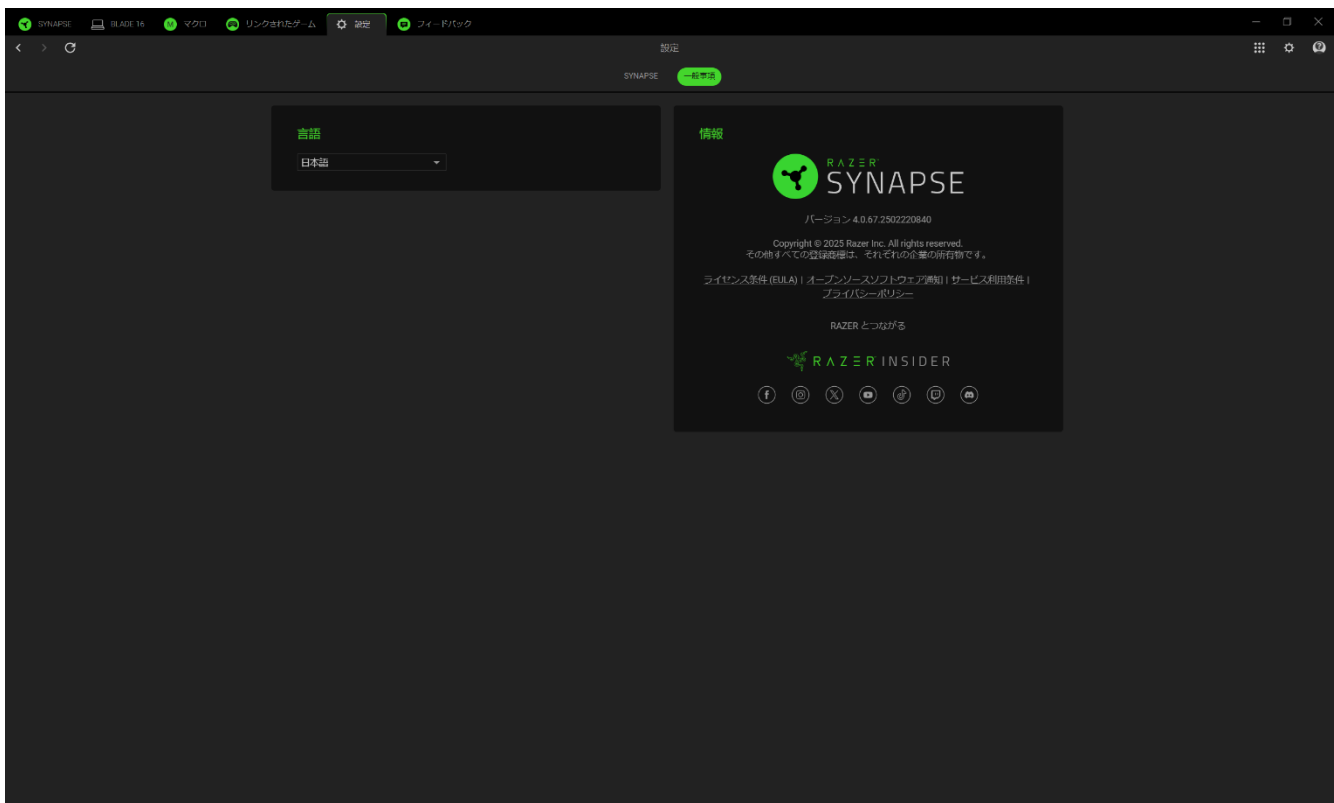 SYNAPSE BLADE 16 マクロ リンクされたゲーム 設定 フィードバック
設定
SYNAPSE 一般事項
言語
日本語
情報
RAZER
SYNAPSE
バージョン 4.0.67.2502220840
Copyright © 2025 Razer Inc. All rights reserved.
その他すべての登録商標は、それぞれの企業の所有物です。
ライセンス条件 (EULA) | オープンソースソフトウェア通知 | サービス利用条件 |
プライバシーポリシー
RAZER とつながる
RAZER INSIDER